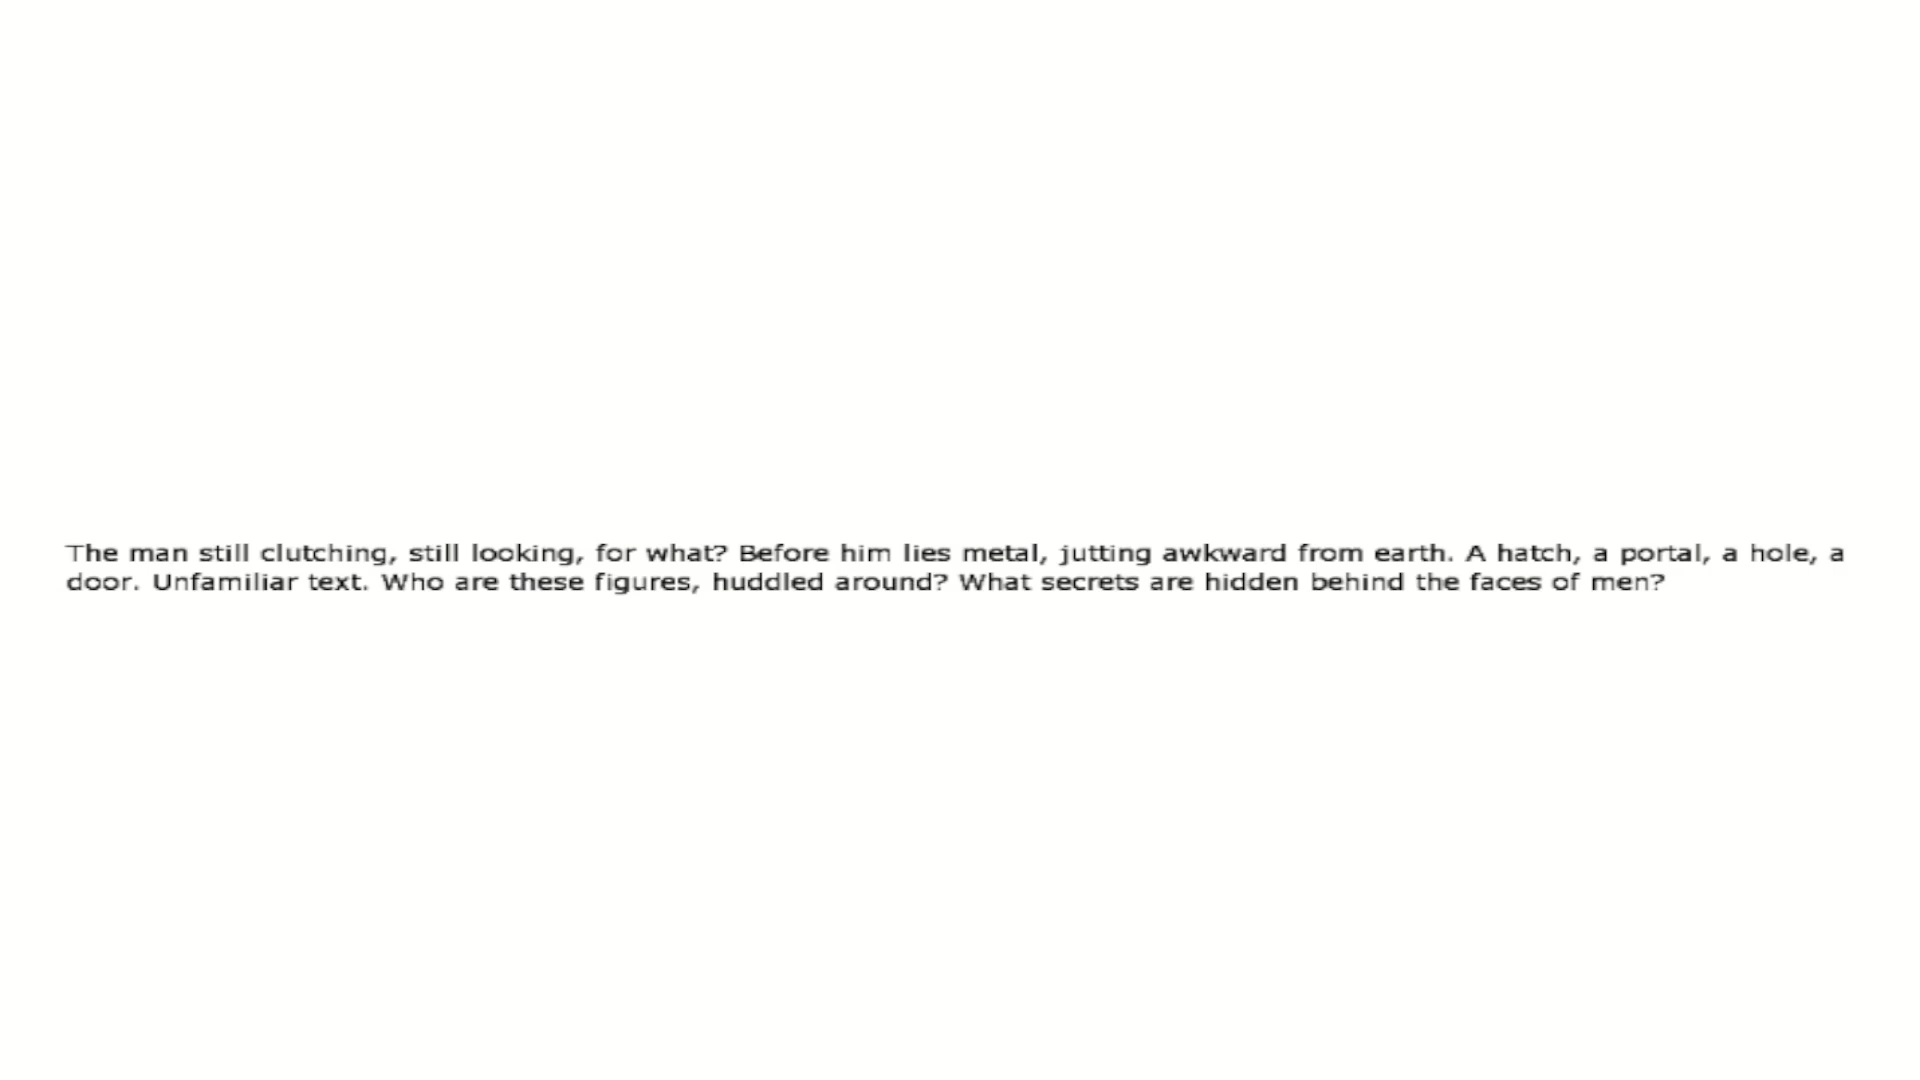 The man still clutching, still looking, for what? Before him lies metal, jutting awkward from earth. A hatch, a portal, a hole, a
door. Unfamiliar text. Who are these figures, huddled around? What secrets are hidden behind the faces of men?